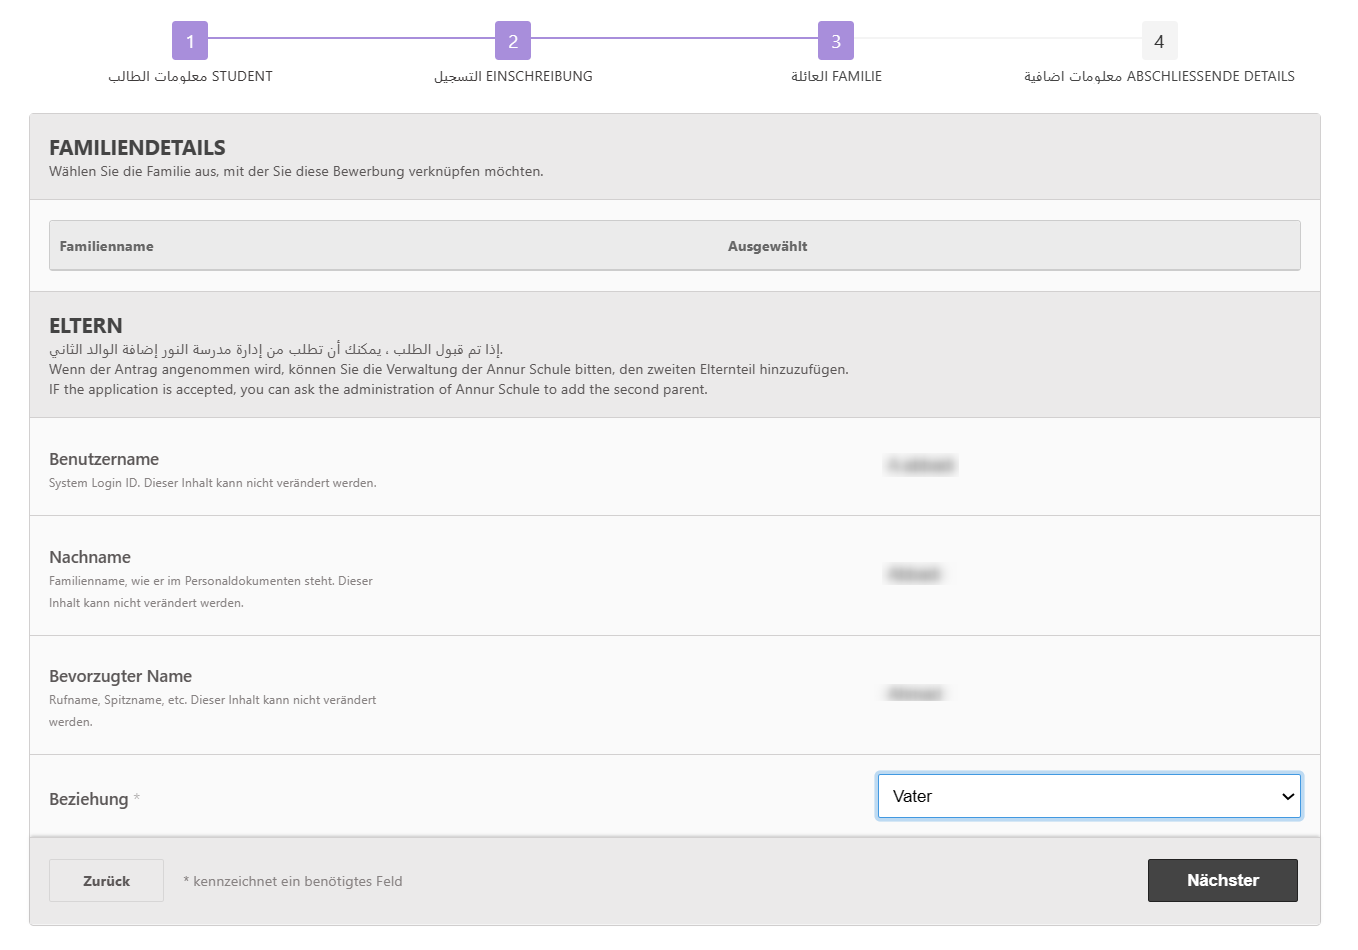 1
معلومات الطالب STUDENT
2
التسجيل EINSCHREIBUNG
3
العائلة FAMILIE
4
معلومات اضافية ABSCHLIESSENDE DETAILS
FAMILIENDETAILS
Wählen Sie die Familie aus, mit der Sie diese Bewerbung verknüpfen möchten.
Familienname
Ausgewählt
ELTERN
إذا تم قبول الطلب ، يمكنك أن تطلب من إدارة مدرسة النور إضافة الوالد الثاني.
Wenn der Antrag angenommen wird, können Sie die Verwaltung der Annur Schule bitten, den zweiten Elternteil hinzuzufügen.
IF the application is accepted, you can ask the administration of Annur Schule to add the second parent.
Benutzername
System Login ID. Dieser Inhalt kann nicht verändert werden.
Nachname
Familienname, wie er im Personaldokumenten steht. Dieser
Inhalt kann nicht verändert werden.
Bevorzugter Name
Rufname, Spitzname, etc. Dieser Inhalt kann nicht verändert
werden.
Beziehung *
Vater
Zurück
* kennzeichnet ein benötigtes Feld
Nächster